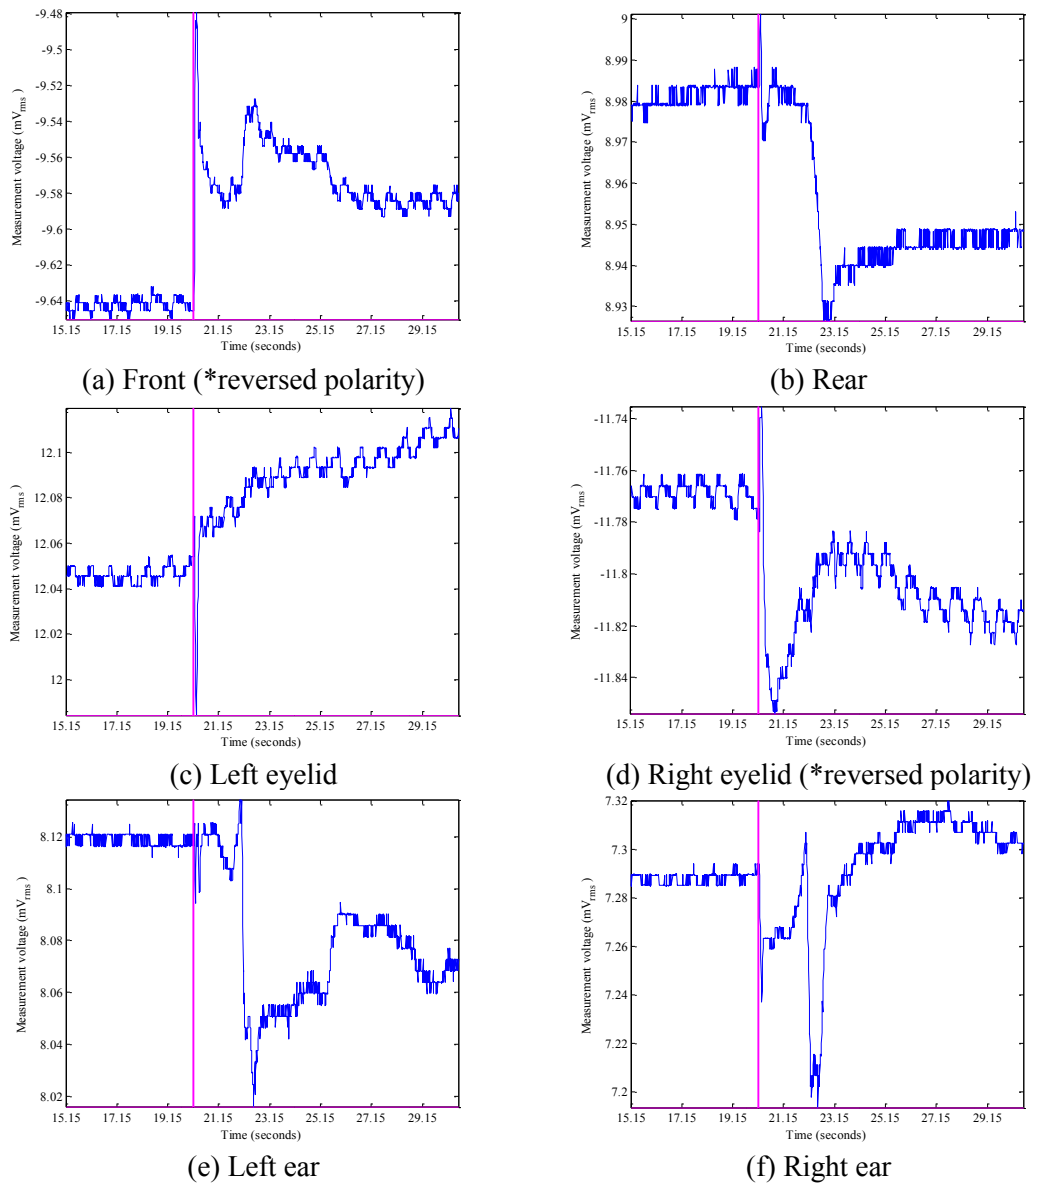 -9.48
-9.5
-9.52
-9.54
-9.56
-9.58
-9.6
-9.62
-9.64
Measurement voltage (mVrms)
15.15 17.15 19.15 21.15 23.15 25.15 27.15 29.15
Time (seconds)
(a) Front (*reversed polarity)
9
8.99
8.98
8.97
8.96
8.95
8.94
8.93
Measurement voltage (mVrms)
15.15 17.15 19.15 21.15 23.15 25.15 27.15 29.15
Time (seconds)
(b) Rear
12.1
12.08
12.06
12.04
12.02
12
Measurement voltage (mVrms)
15.15 17.15 19.15 21.15 23.15 25.15 27.15 29.15
Time (seconds)
(c) Left eyelid
-11.74
-11.76
-11.78
-11.8
-11.82
-11.84
Measurement voltage (mVrms)
15.15 17.15 19.15 21.15 23.15 25.15 27.15 29.15
Time (seconds)
(d) Right eyelid (*reversed polarity)
8.12
8.1
8.08
8.06
8.04
8.02
Measurement voltage (mVrms)
15.15 17.15 19.15 21.15 23.15 25.15 27.15 29.15
Time (seconds)
(e) Left ear
7.32
7.3
7.28
7.26
7.24
7.22
7.2
Measurement voltage (mVrms)
15.15 17.15 19.15 21.15 23.15 25.15 27.15 29.15
Time (seconds)
(f) Right ear